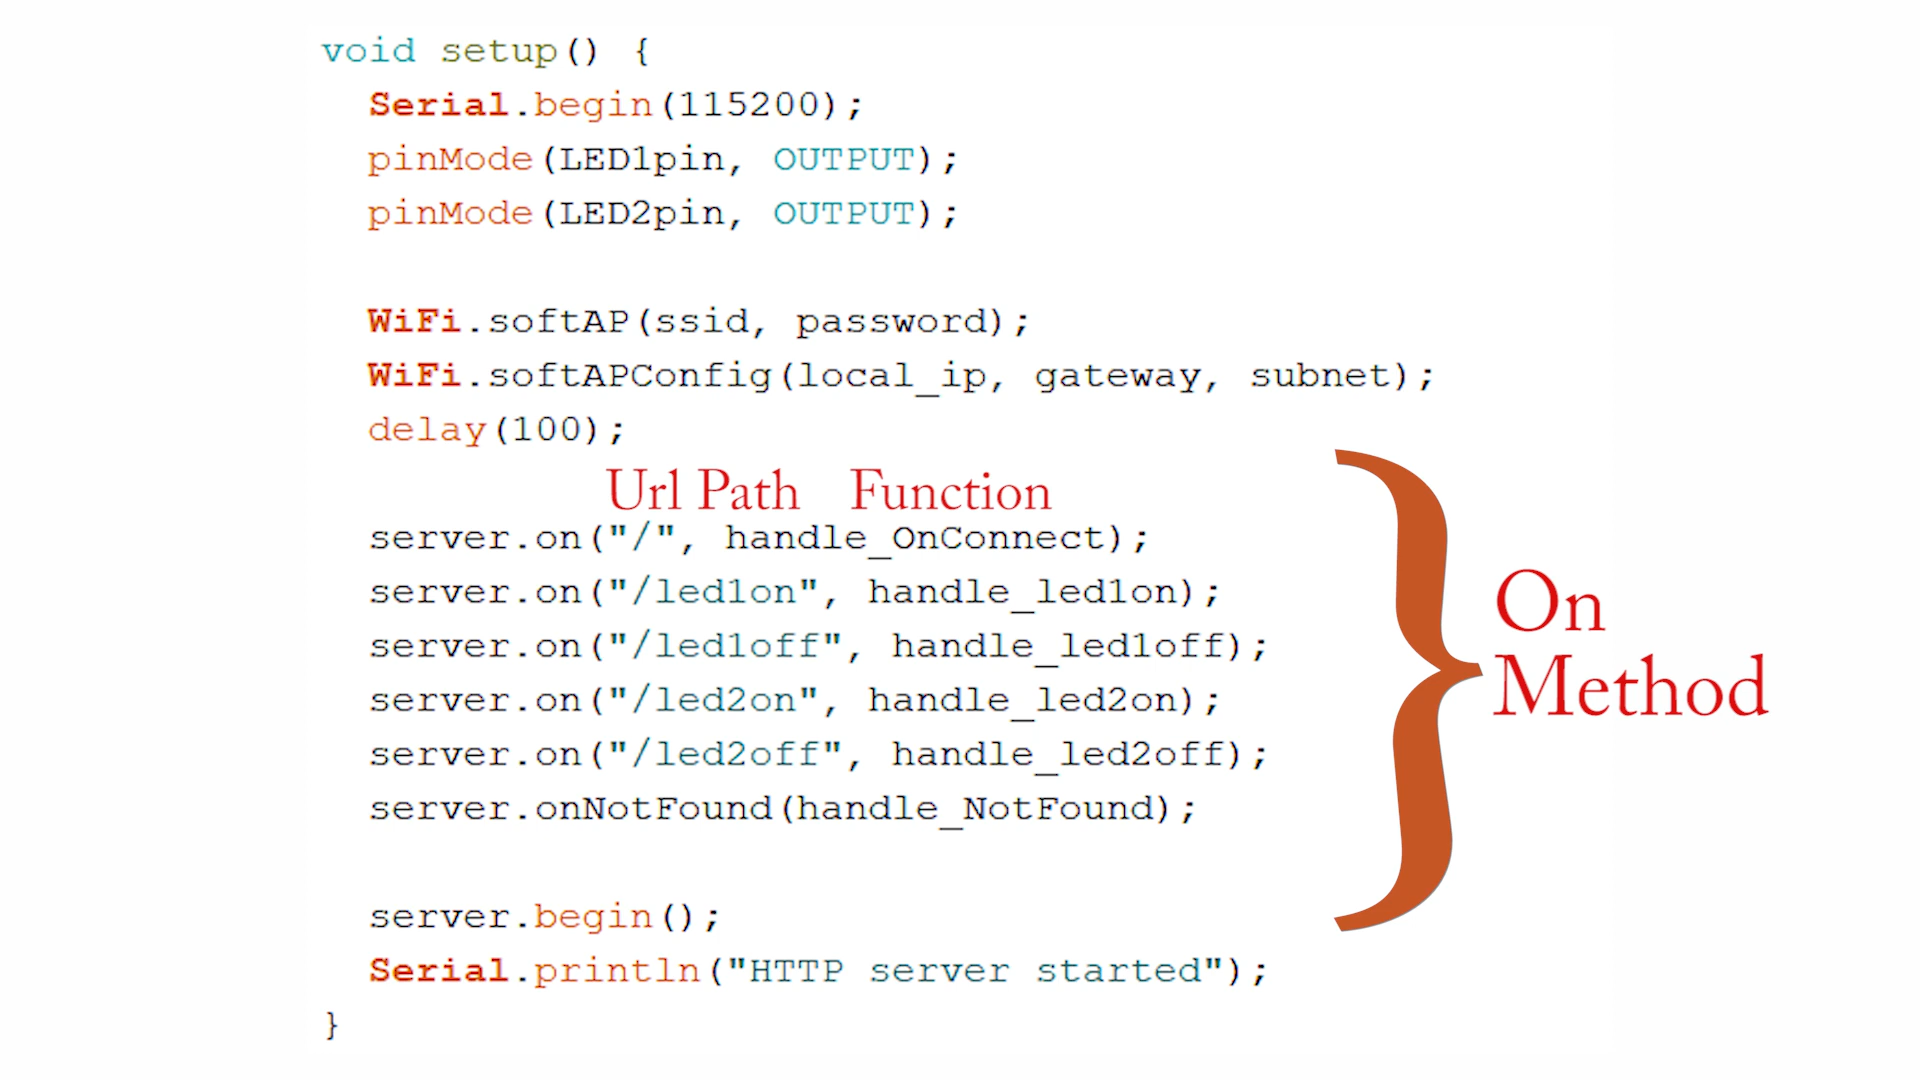 void setup() {
Serial.begin(115200);
pinMode(LED1pin, OUTPUT);
pinMode(LED2pin, OUTPUT);
WiFi.softAP(ssid, password);
WiFi.softAPConfig(local_ip, gateway, subnet);
delay(100);
Url Path Function
server.on("/", handle_OnConnect);
server.on("/led1on", handle_led1on);
server.on("/led1off", handle_led1off);
server.on("/led2on", handle_led2on);
server.on("/led2off", handle_led2off);
server.onNotFound(handle_NotFound);
server.begin();
Serial.println("HTTP server started");
}
On
Method